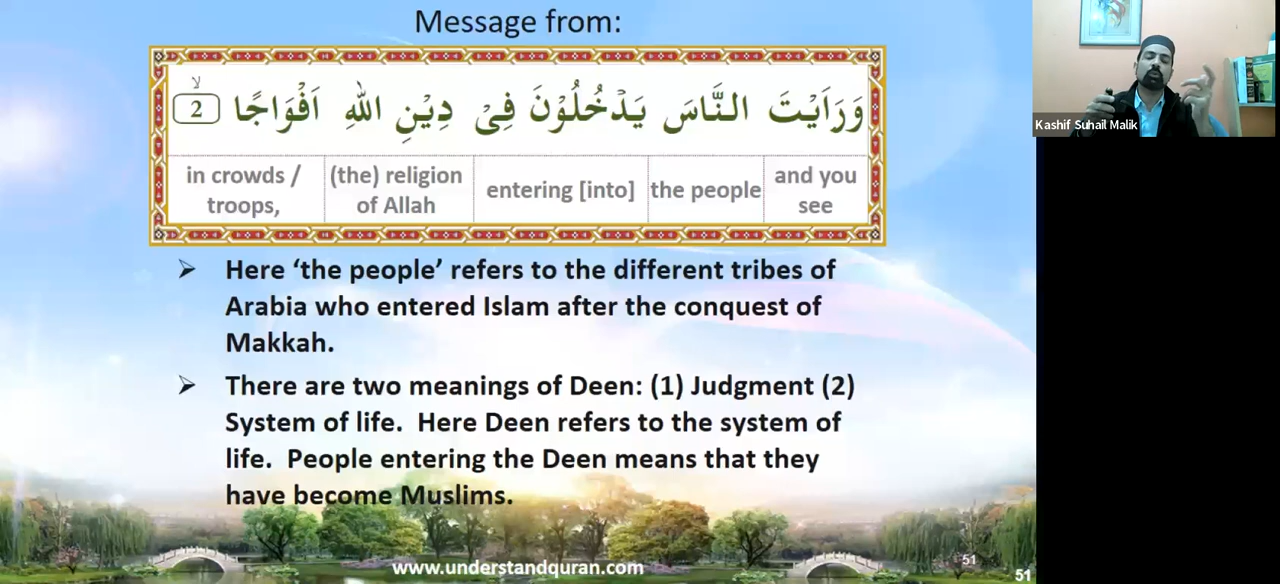 Message from:
وَرَاَيْتَ النَّاسَ يَدْخُلُوْنَ فِىْ دِيْنِ اللّٰهِ اَفْوَاجًا ۙ 2
in crowds / troops,
(the) religion of Allah
entering [into]
the people
and you see
➢ Here ‘the people’ refers to the different tribes of
Arabia who entered Islam after the conquest of
Makkah.
➢ There are two meanings of Deen: (1) Judgment (2)
System of life. Here Deen refers to the system of
life. People entering the Deen means that they
have become Muslims.
www.understandquran.com
51
51
Kashif Suhail Malik